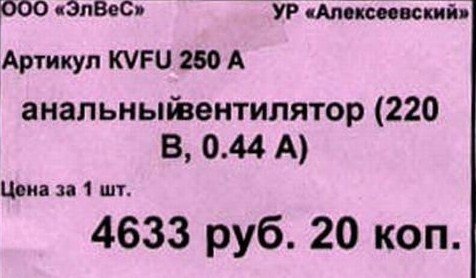 ООО «ЭлВеС» УР «Алексеевский»
Артикул KVFU 250 А
анальныйвентилятор (220
В, 0.44 А)
Цена за 1 шт.
4633 руб. 20 коп.